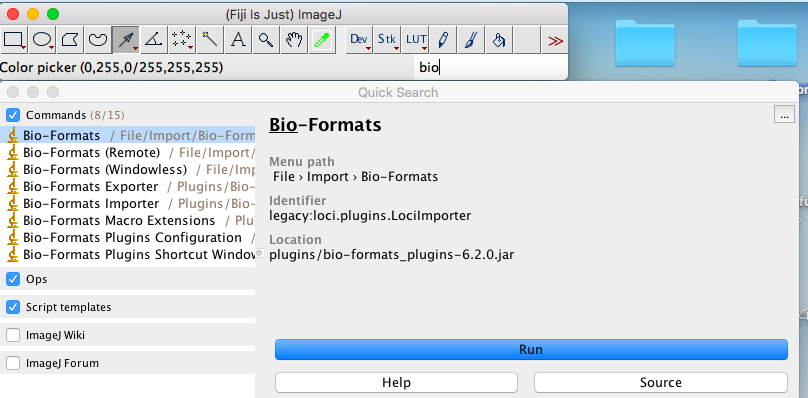 (Fiji Is Just) ImageJ
A Dev Stk LUT >>
Color picker (0,255,0/255,255,255) bio
Quick Search
Commands (8/15)
...
Bio-Formats / File/Import/Bio-Form
Bio-Formats (Remote) / File/Import/
Bio-Formats (Windowless) / File/Imp
Bio-Formats Exporter / Plugins/Bio-
Bio-Formats Importer / Plugins/Bio-
Bio-Formats Macro Extensions / Plu
Bio-Formats Plugins Configuration /
Bio-Formats Plugins Shortcut Window
Ops
Script templates
ImageJ Wiki
ImageJ Forum
Bio-Formats
Menu path
File › Import › Bio-Formats
Identifier
legacy:loci.plugins.LociImporter
Location
plugins/bio-formats_plugins-6.2.0.jar
Run
Help Source